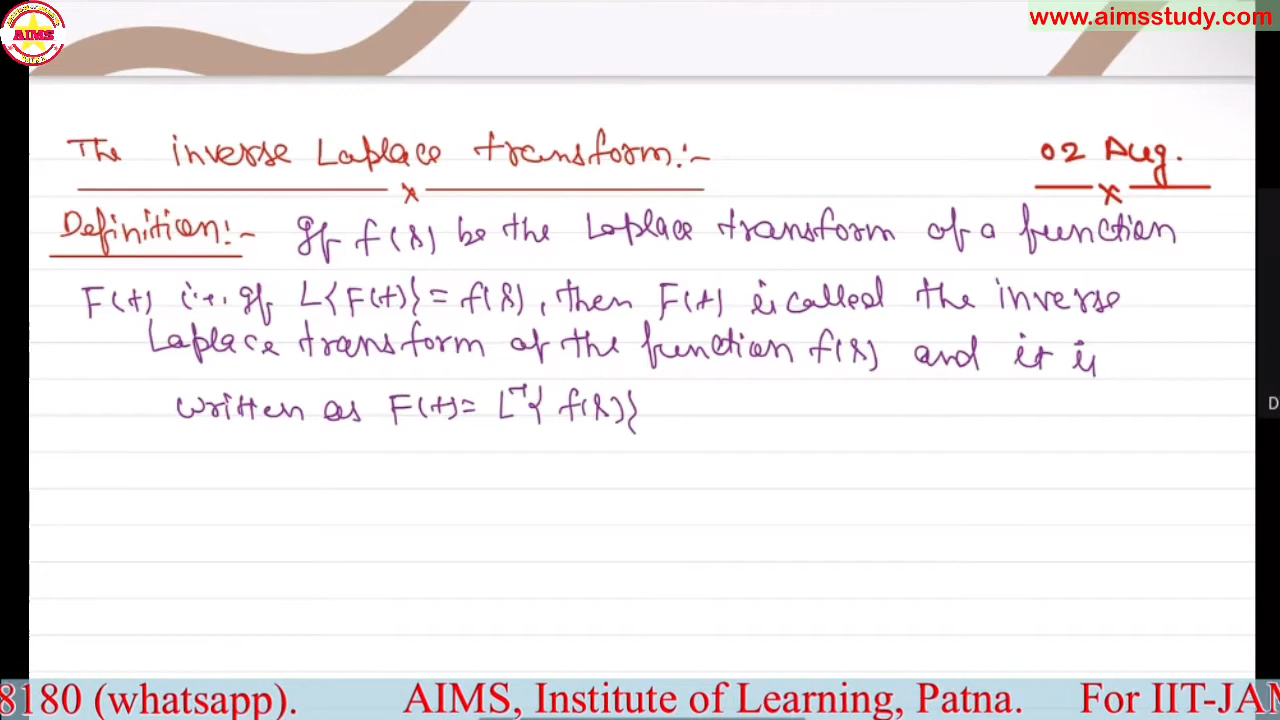 AIMS
www.aimsstudy.com
The inverse Laplace transform:-
02 Aug.
Definition:- If f(s) be the Laplace transform of a function
F(t) i.e. If L{F(t)} = f(s), then F(t) is called the inverse
Laplace transform of the function f(s) and it is
written as F(t) = L⁻¹{ f(s)}
D
8180 (whatsapp). AIMS, Institute of Learning, Patna. For IIT-JAM